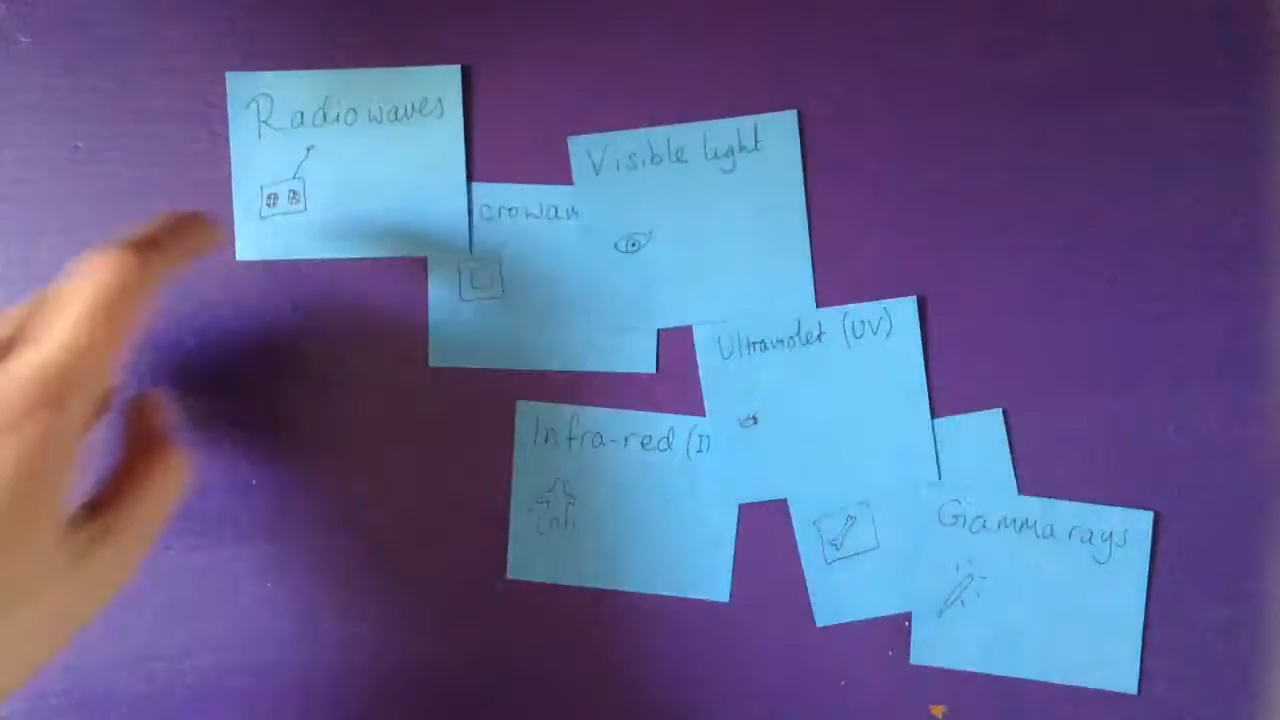 Radiowaves
Visible light
crowav
Ultraviolet (UV)
Infra-red (I
Gamma rays